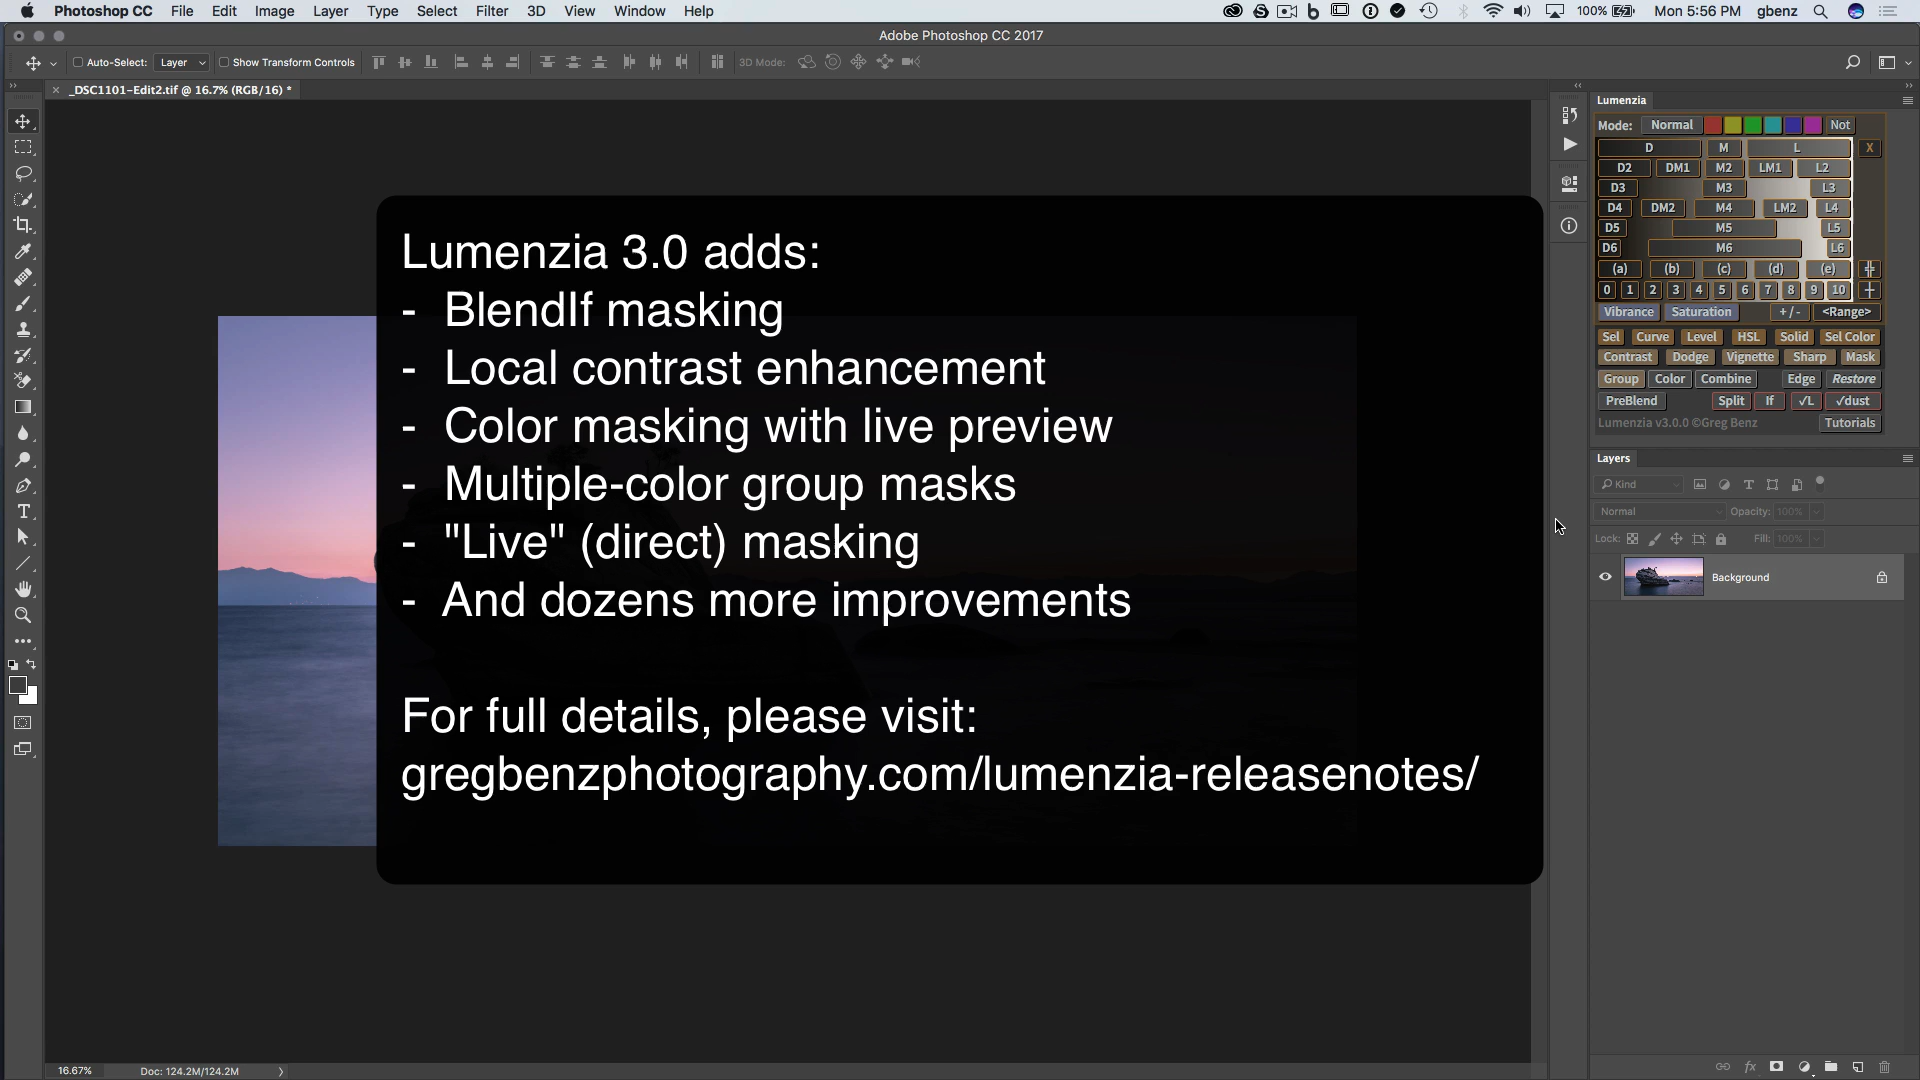 Photoshop CC File Edit Image Layer Type Select Filter 3D View Window Help 100% Mon 5:56 PM gbenz
Adobe Photoshop CC 2017
Auto-Select: Layer Show Transform Controls 3D Mode:
_DSC1101-Edit2.tif @ 16.7% (RGB/16) *
Lumenzia 3.0 adds:
- BlendIf masking
- Local contrast enhancement
- Color masking with live preview
- Multiple-color group masks
- "Live" (direct) masking
- And dozens more improvements
For full details, please visit:
gregbenzphotography.com/lumenzia-releasenotes/
Lumenzia
Mode: Normal Not
D M L X
D2 DM1 M2 LM1 L2
D3 M3 L3
D4 DM2 M4 LM2 L4
D5 M5 L5
D6 M6 L6
(a) (b) (c) (d) (e)
0 1 2 3 4 5 6 7 8 9 10
Vibrance Saturation +/- <Range>
Sel Curve Level HSL Solid Sel Color
Contrast Dodge Vignette Sharp Mask
Group Color Combine Edge Restore
PreBlend Split If √L √dust
Lumenzia v3.0.0 ©Greg Benz Tutorials
Layers
Kind
Normal Opacity: 100%
Lock: Fill: 100%
Background
fx
16.67% Doc: 124.2M/124.2M